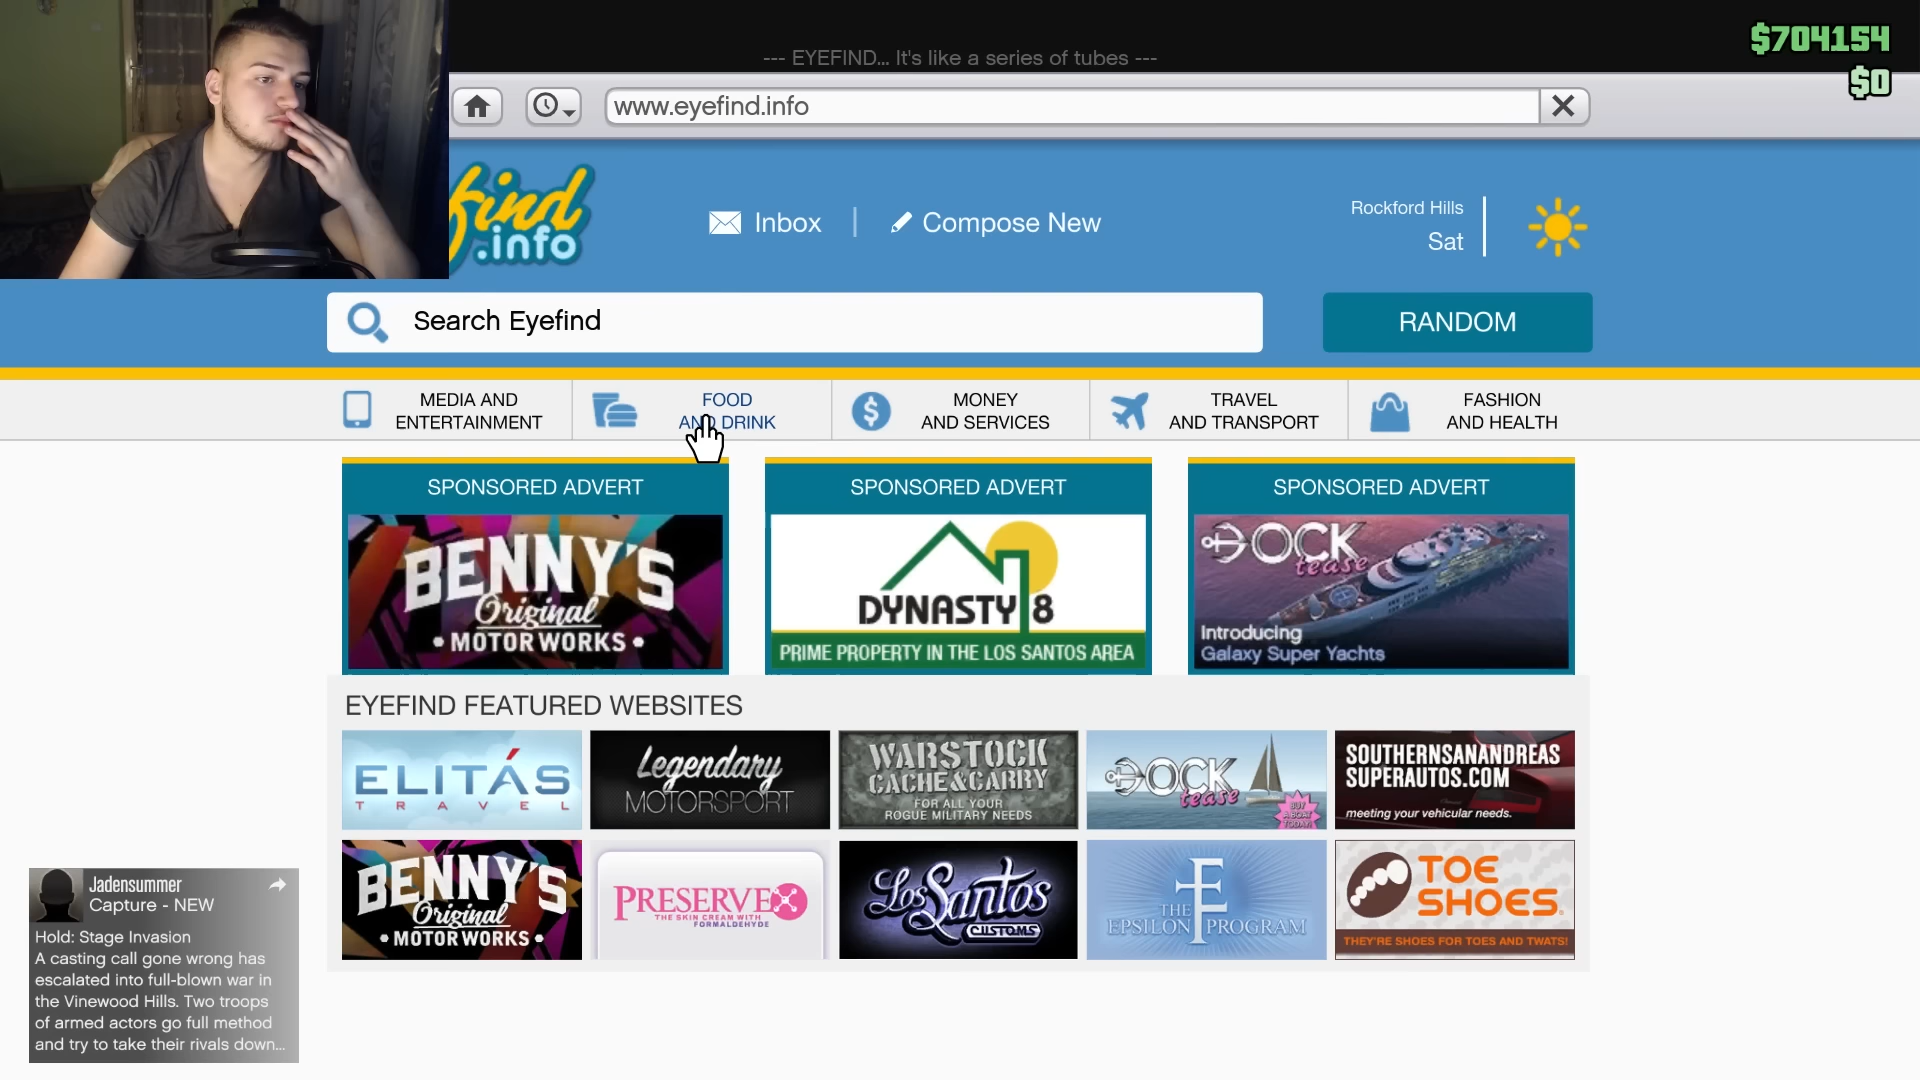 --- EYEFIND... It's like a series of tubes ---
$704154
$0
www.eyefind.info
find
.info
Inbox
Compose New
Rockford Hills
Sat
Search Eyefind
RANDOM
MEDIA AND
ENTERTAINMENT
FOOD
AND DRINK
MONEY
AND SERVICES
TRAVEL
AND TRANSPORT
FASHION
AND HEALTH
SPONSORED ADVERT
BENNY'S
Original
• MOTOR WORKS •
SPONSORED ADVERT
DYNASTY 8
PRIME PROPERTY IN THE LOS SANTOS AREA
SPONSORED ADVERT
DOCK
tease
Introducing
Galaxy Super Yachts
EYEFIND FEATURED WEBSITES
ELITÁS
TRAVEL
Legendary
MOTORSPORT
WARSTOCK
CACHE & CARRY
FOR ALL YOUR
ROGUE MILITARY NEEDS
DOCK
tease
BUY
A BOAT
TODAY!
SOUTHERNSANANDREAS
SUPERAUTOS.COM
meeting your vehicular needs.
BENNY'S
Original
• MOTOR WORKS •
PRESERVEX
THE SKIN CREAM WITH
FORMALDEHYDE
Los Santos
CUSTOMS
THE
EPSILON PROGRAM
TOE
SHOES.
THEY'RE SHOES FOR TOES AND TWATS!
Jadensummer
Capture - NEW
Hold: Stage Invasion
A casting call gone wrong has
escalated into full-blown war in
the Vinewood Hills. Two troops
of armed actors go full method
and try to take their rivals down...